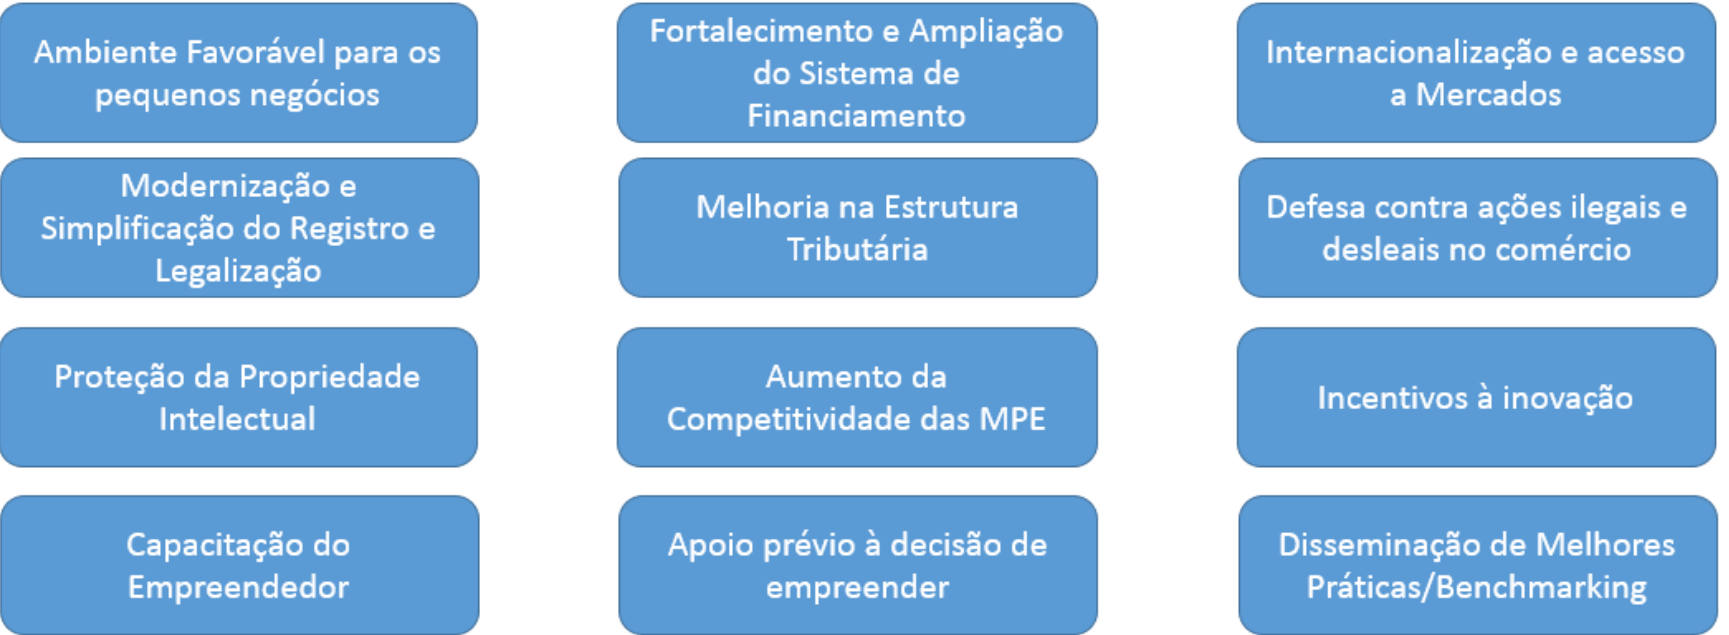 Ambiente Favorável para os
pequenos negócios
Fortalecimento e Ampliação
do Sistema de
Financiamento
Internacionalização e acesso
a Mercados
Modernização e
Simplificação do Registro e
Legalização
Melhoria na Estrutura
Tributária
Defesa contra ações ilegais e
desleais no comércio
Proteção da Propriedade
Intelectual
Aumento da
Competitividade das MPE
Incentivos à inovação
Capacitação do
Empreendedor
Apoio prévio à decisão de
empreender
Disseminação de Melhores
Práticas/Benchmarking